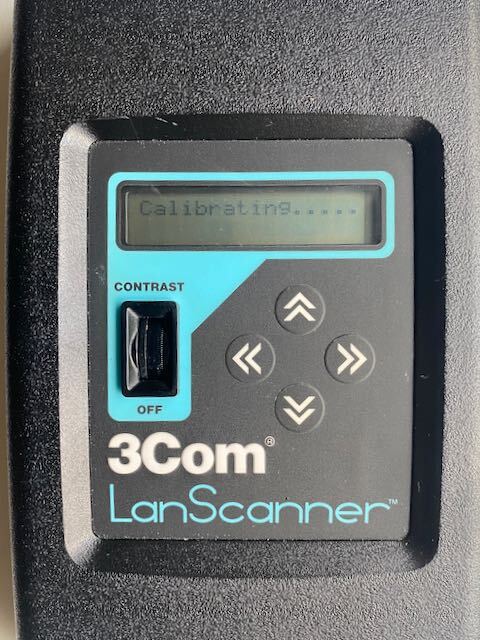 Calibrating.....
CONTRAST
OFF
3Com®
LanScanner™